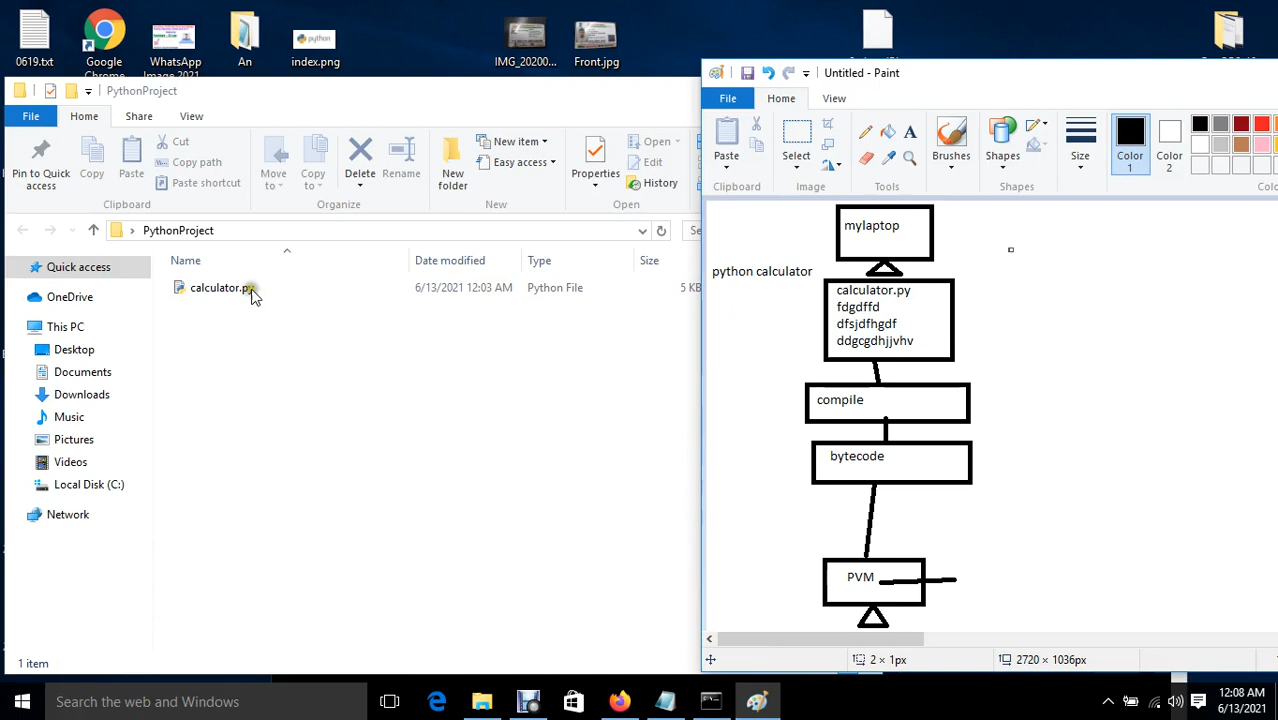 0619.txt
Google
Chrome
WhatsApp
Image 2021
An
python
index.png
IMG_20200...
Front.jpg
PythonProject
File
Home
Share
View
Pin to Quick
access
Copy
Paste
Cut
Copy path
Paste shortcut
Clipboard
Move
to
Copy
to
Delete
Rename
Organize
New
folder
New item
Easy access
New
Properties
Open
Edit
History
Open
PythonProject
Se
Quick access
OneDrive
This PC
Desktop
Documents
Downloads
Music
Pictures
Videos
Local Disk (C:)
Network
Name
Date modified
Type
Size
calculator.py
6/13/2021 12:03 AM
Python File
5 KB
1 item
Untitled - Paint
File
Home
View
Paste
Clipboard
Select
Image
A
Tools
Brushes
Shapes
Shapes
Size
Color
1
Color
2
mylaptop
python calculator
calculator.py
fdgdffd
dfsjdfhgdf
ddgcgdhjjvhv
compile
bytecode
PVM
2 × 1px
2720 × 1036px
Search the web and Windows
12:08 AM
6/13/2021